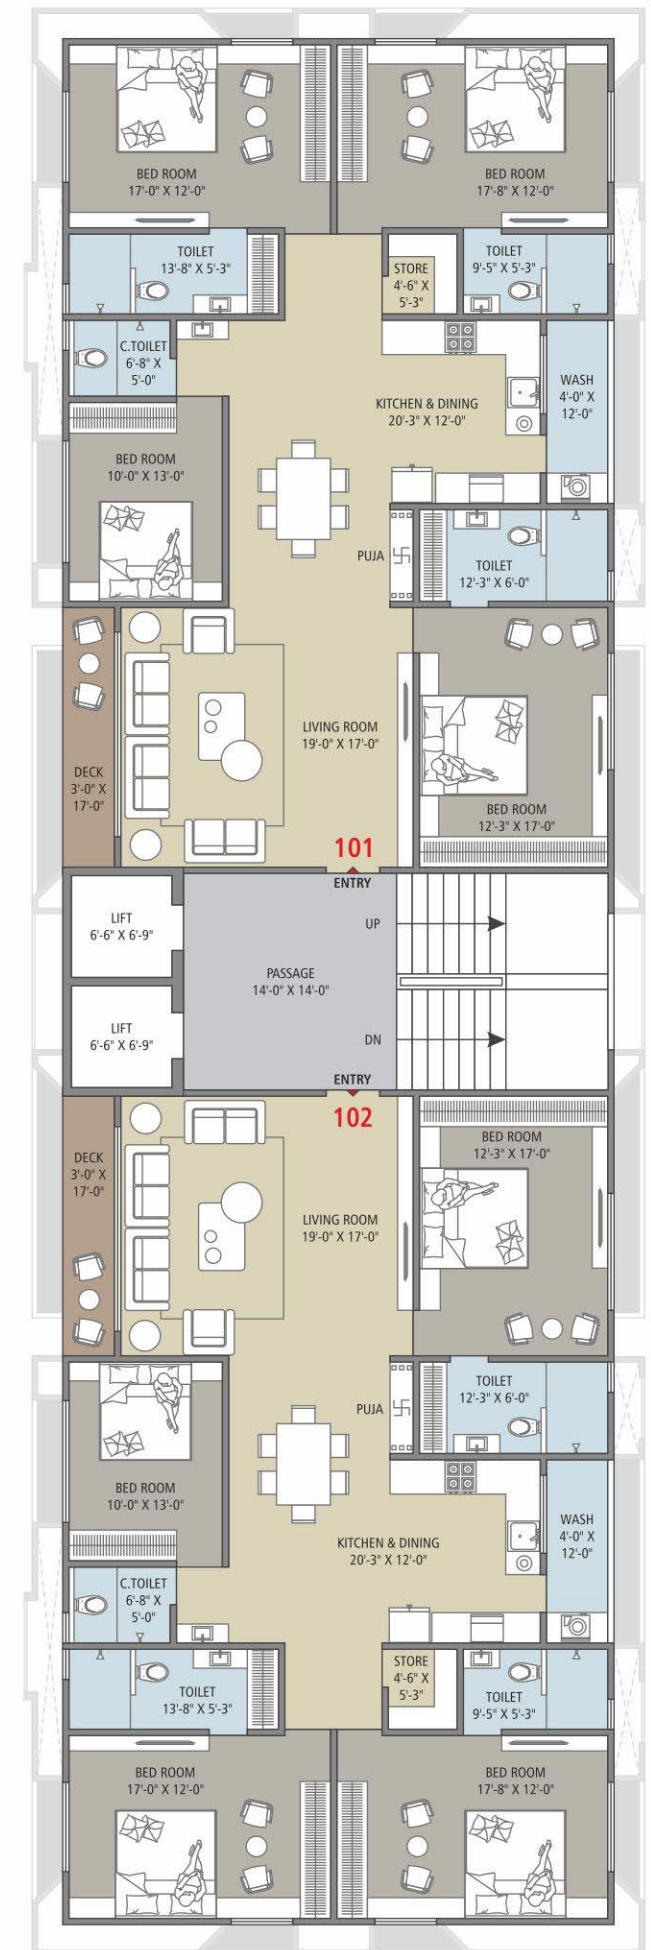 BED ROOM
17'-0" X 12'-0"
BED ROOM
17'-8" X 12'-0"
TOILET
13'-8" X 5'-3"
STORE
4'-6" X
5'-3"
TOILET
9'-5" X 5'-3"
C.TOILET
6'-8" X
5'-0"
KITCHEN & DINING
20'-3" X 12'-0"
WASH
4'-0" X
12'-0"
BED ROOM
10'-0" X 13'-0"
PUJA
TOILET
12'-3" X 6'-0"
DECK
3'-0" X
17'-0"
LIVING ROOM
19'-0" X 17'-0"
BED ROOM
12'-3" X 17'-0"
101
ENTRY
LIFT
6'-6" X 6'-9"
UP
PASSAGE
14'-0" X 14'-0"
LIFT
6'-6" X 6'-9"
DN
ENTRY
102
DECK
3'-0" X
17'-0"
BED ROOM
12'-3" X 17'-0"
LIVING ROOM
19'-0" X 17'-0"
TOILET
12'-3" X 6'-0"
PUJA
BED ROOM
10'-0" X 13'-0"
KITCHEN & DINING
20'-3" X 12'-0"
WASH
4'-0" X
12'-0"
C.TOILET
6'-8" X
5'-0"
TOILET
13'-8" X 5'-3"
STORE
4'-6" X
5'-3"
TOILET
9'-5" X 5'-3"
BED ROOM
17'-0" X 12'-0"
BED ROOM
17'-8" X 12'-0"